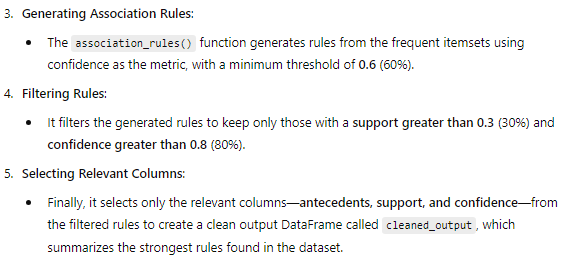 3. Generating Association Rules:
• The association_rules() function generates rules from the frequent itemsets using
confidence as the metric, with a minimum threshold of 0.6 (60%).
4. Filtering Rules:
• It filters the generated rules to keep only those with a support greater than 0.3 (30%) and
confidence greater than 0.8 (80%).
5. Selecting Relevant Columns:
• Finally, it selects only the relevant columns—antecedents, support, and confidence—from
the filtered rules to create a clean output DataFrame called cleaned_output, which
summarizes the strongest rules found in the dataset.